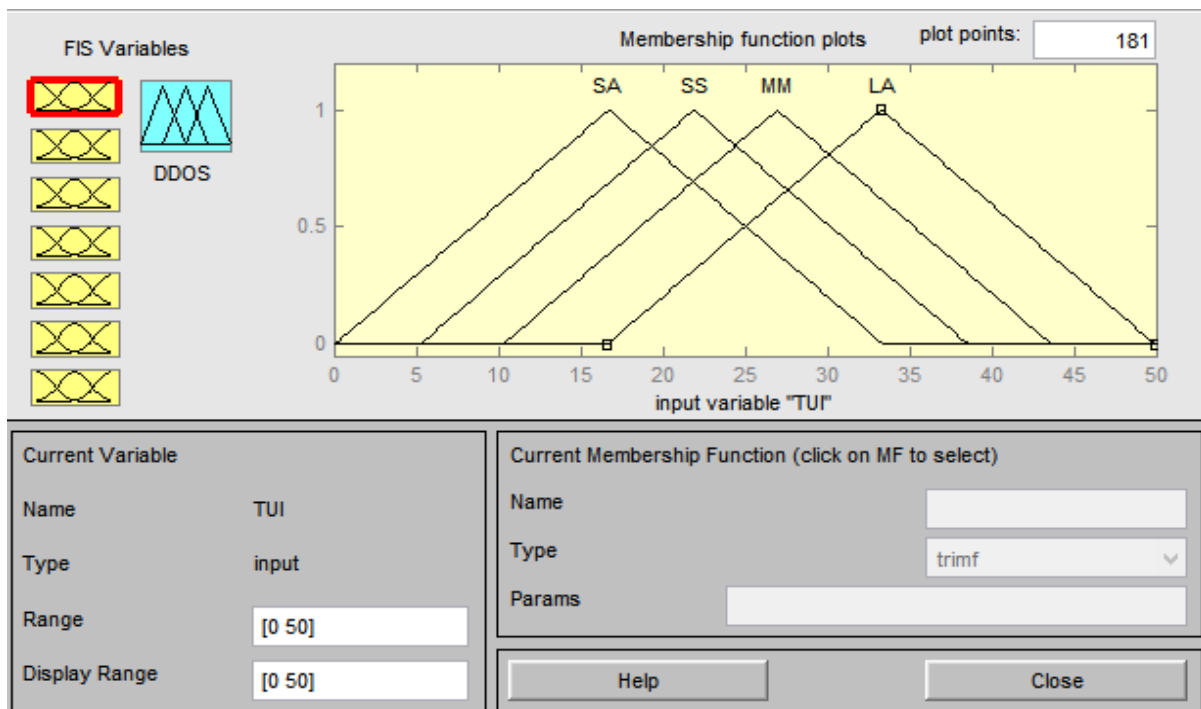 FIS Variables
DDOS
Membership function plots
plot points:
181
SA SS MM LA
1
0.5
0
0 5 10 15 20 25 30 35 40 45 50
input variable "TUI"
Current Variable
Name TUI
Type input
Range [0 50]
Display Range [0 50]
Current Membership Function (click on MF to select)
Name
Type trimf
Params
Help Close